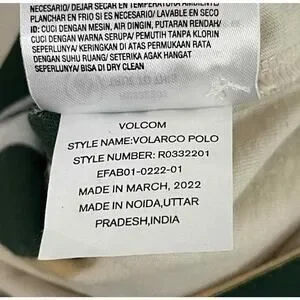 NECESARIO/SECAR EN TEMPERATURA AMBIENTE/
PLANCHAR EN FRIO SI ES NECESARIO/LAVABLE EN SECO
ID: CUCI DENGAN MESIN, AIR DINGIN, PUTARAN RENDAH/
CUCI DENGAN WARNA SERUPA/ PEMUTIH TANPA KLORIN
SEPERLUNYA/ KERINGKAN DI ATAS PERMUKAAN RATA/
DENGAN SUHU RUANG/ SETERIKA AGAK HANGAT
SEPERLUNYA/ BISA DI DRY CLEAN
VOLCOM
STYLE NAME:VOLARCO POLO
STYLE NUMBER: R0332201
EFAB01-0222-01
MADE IN MARCH, 2022
MADE IN NOIDA,UTTAR
PRADESH,INDIA